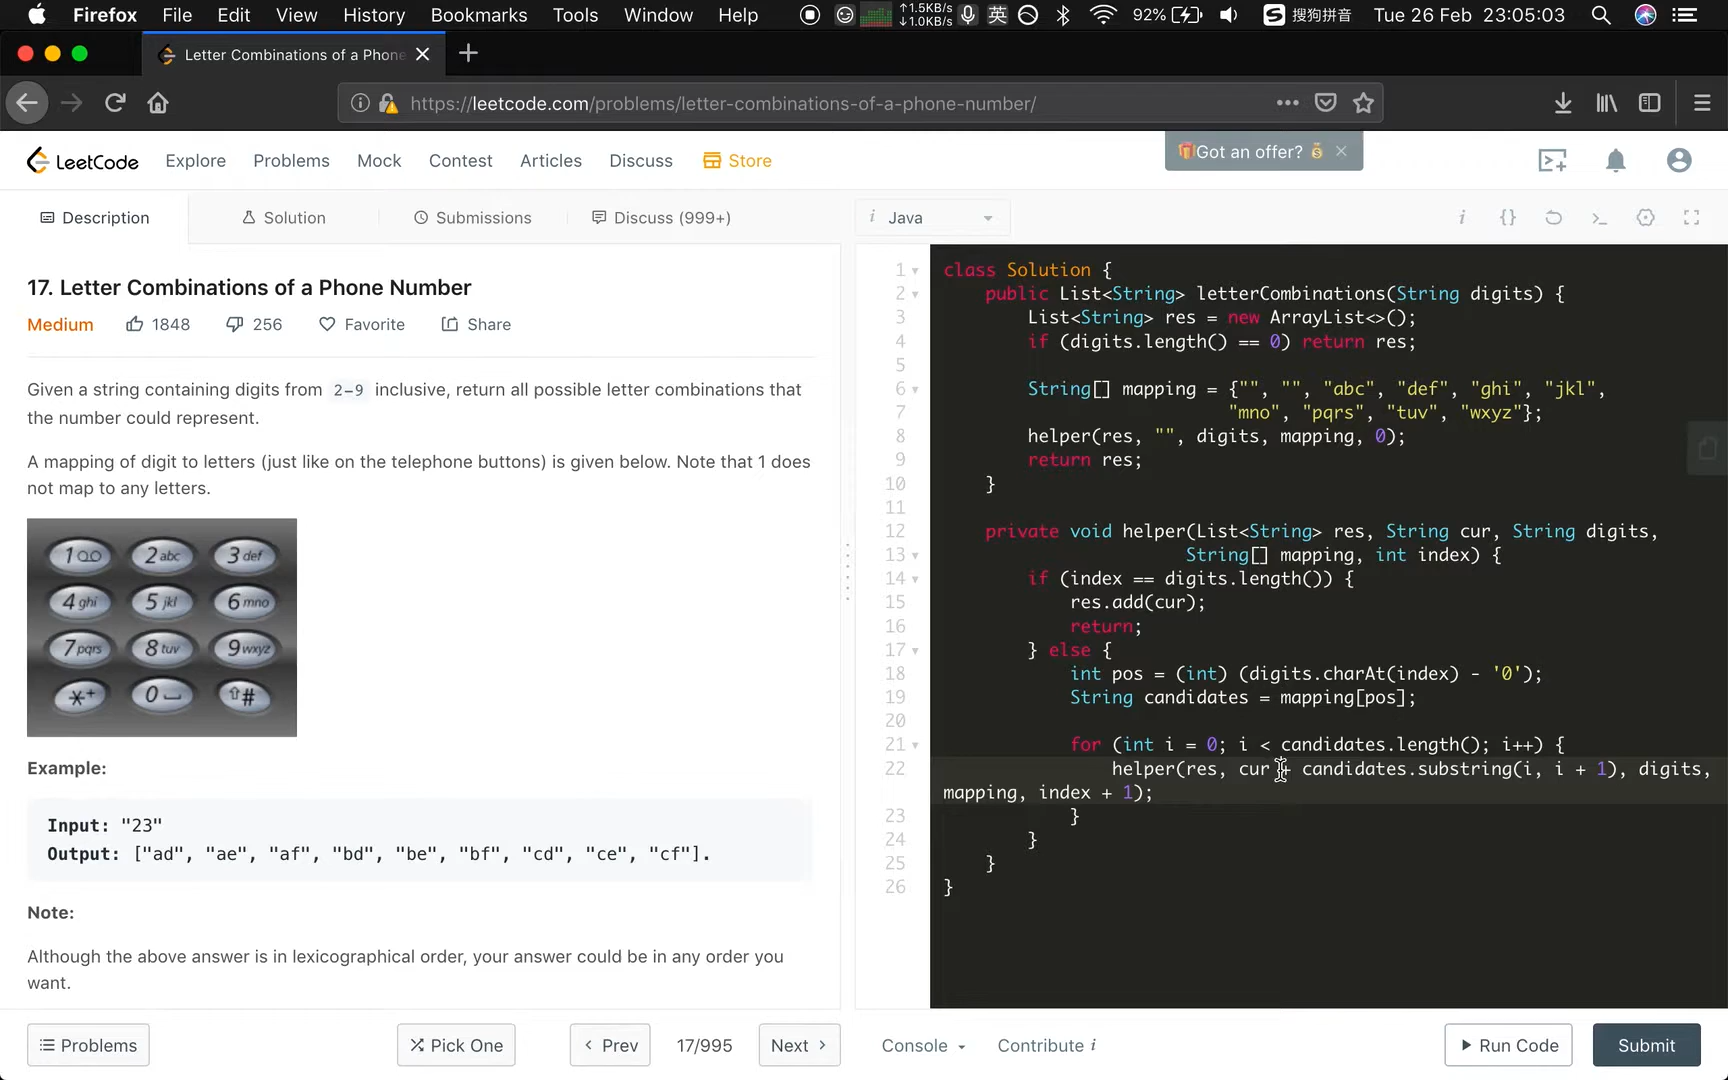 Firefox File Edit View History Bookmarks Tools Window Help ↑1.5KB/s ↓1.0KB/s 英 92% 搜狗拼音 Tue 26 Feb 23:05:03
Letter Combinations of a Phone
https://leetcode.com/problems/letter-combinations-of-a-phone-number/
LeetCode Explore Problems Mock Contest Articles Discuss Store Got an offer?
Description Solution Submissions Discuss (999+)
17. Letter Combinations of a Phone Number
Medium 1848 256 Favorite Share
Given a string containing digits from 2-9 inclusive, return all possible letter combinations that
the number could represent.
A mapping of digit to letters (just like on the telephone buttons) is given below. Note that 1 does
not map to any letters.
1 2 abc 3 def
4 ghi 5 jkl 6 mno
7 pqrs 8 tuv 9 wxyz
*+ 0 #
Example:
Input: "23"
Output: ["ad", "ae", "af", "bd", "be", "bf", "cd", "ce", "cf"].
Note:
Although the above answer is in lexicographical order, your answer could be in any order you
want.
Problems Pick One Prev 17/995 Next
i Java i {}
1 class Solution {
2     public List<String> letterCombinations(String digits) {
3         List<String> res = new ArrayList<>();
4         if (digits.length() == 0) return res;
5
6         String[] mapping = {"", "", "abc", "def", "ghi", "jkl",
7                            "mno", "pqrs", "tuv", "wxyz"};
8         helper(res, "", digits, mapping, 0);
9         return res;
10     }
11
12     private void helper(List<String> res, String cur, String digits,
13                        String[] mapping, int index) {
14         if (index == digits.length()) {
15             res.add(cur);
16             return;
17         } else {
18             int pos = (int) (digits.charAt(index) - '0');
19             String candidates = mapping[pos];
20
21             for (int i = 0; i < candidates.length(); i++) {
22                 helper(res, cur + candidates.substring(i, i + 1), digits,
mapping, index + 1);
23             }
24         }
25     }
26 }
Console Contribute i Run Code Submit